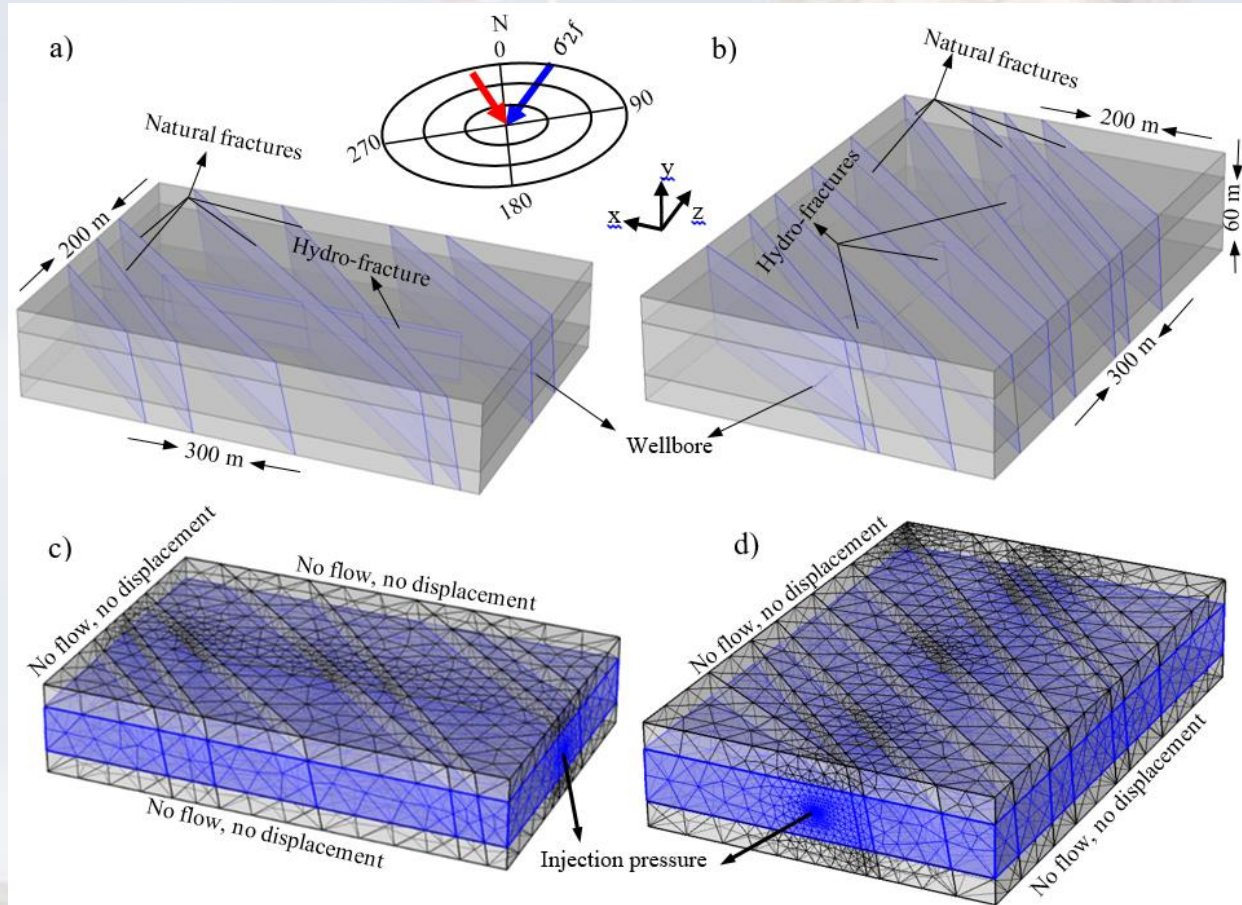 a)
N
0
σ2f
90
180
270
Natural fractures
200 m
Hydro-fracture
300 m
y
x
z
b)
Natural fractures
200 m
60 m
Hydro-fractures
300 m
Wellbore
c)
No flow, no displacement
No flow, no displacement
No flow, no displacement
d)
No flow, no displacement
No flow, no displacement
Injection pressure